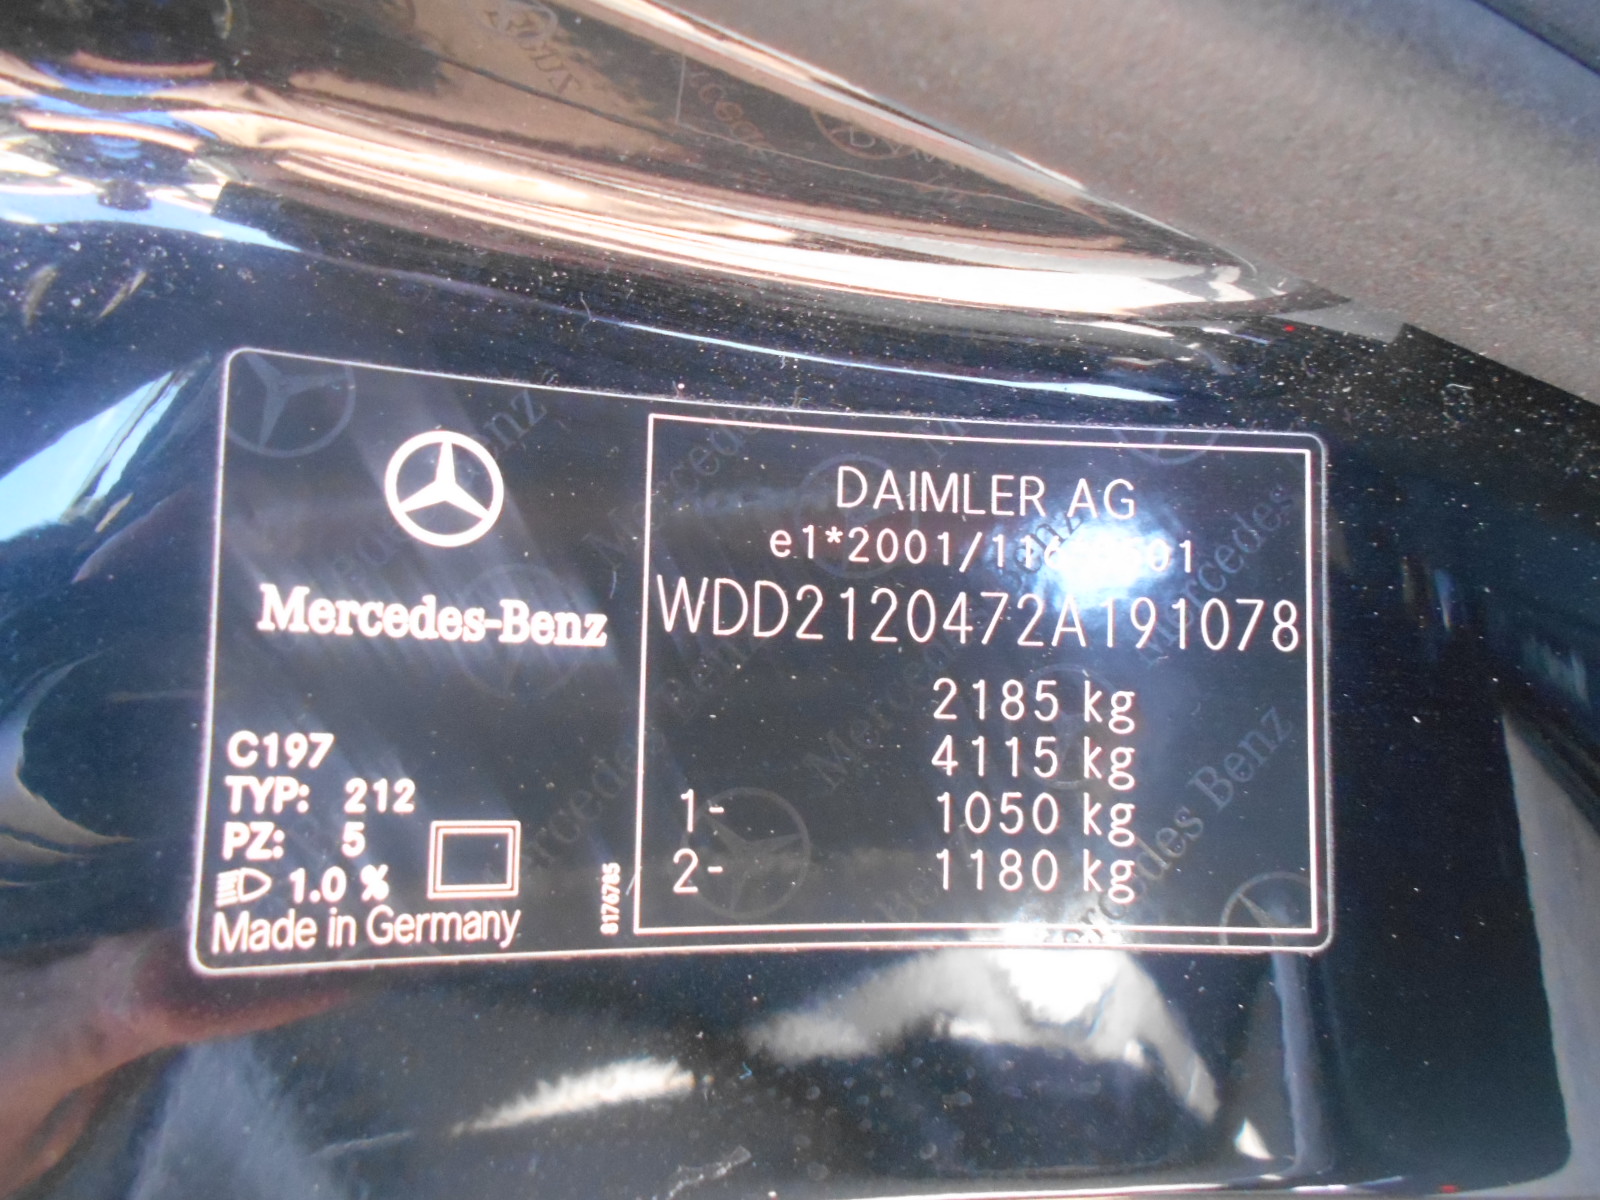 Mercedes-Benz
C197
TYP: 212
PZ: 5
1.0 %
Made in Germany
8176785
DAIMLER AG
WDD2120472A191078
2185 kg
4115 kg
1- 1050 kg
2- 1180 kg